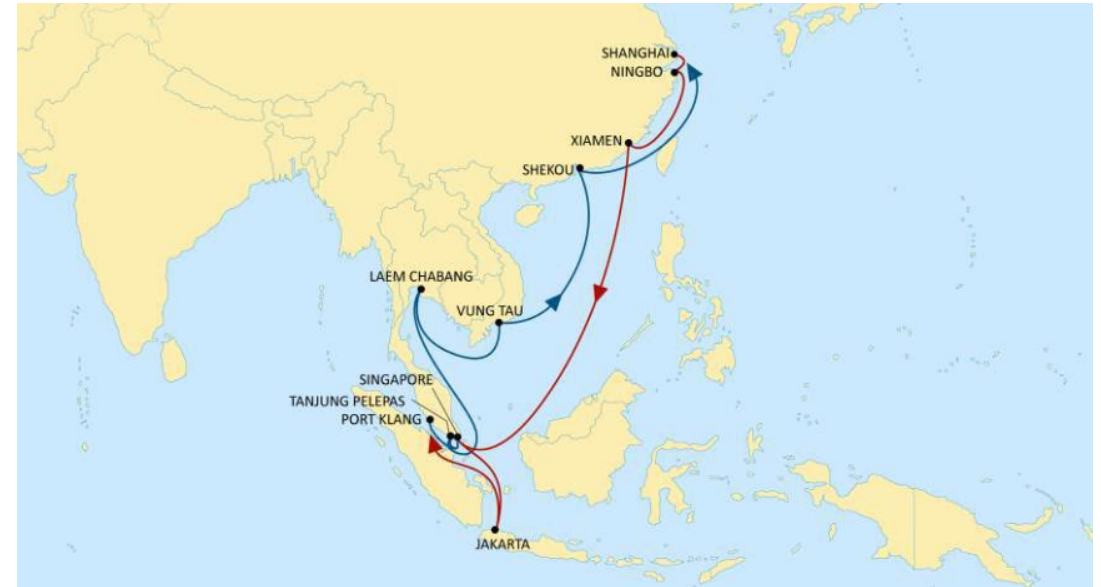 SHANGHAI
NINGBO
XIAMEN
SHEKOU
LAEM CHABANG
VUNG TAU
SINGAPORE
TANJUNG PELEPAS
PORT KLANG
JAKARTA